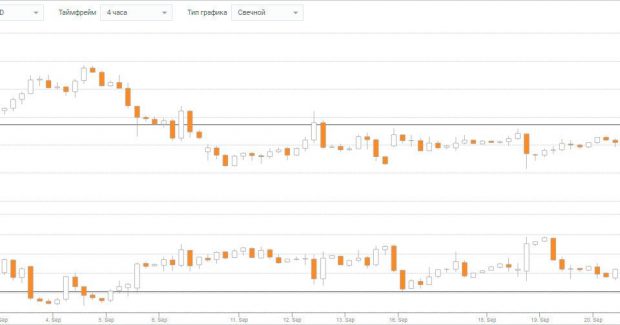 D Таймфрейм 4 часа Тип графика Свечной
Sep 4. Sep 5. Sep 8. Sep 11. Sep 12. Sep 13. Sep 16. Sep 18. Sep 19. Sep 20. Sep